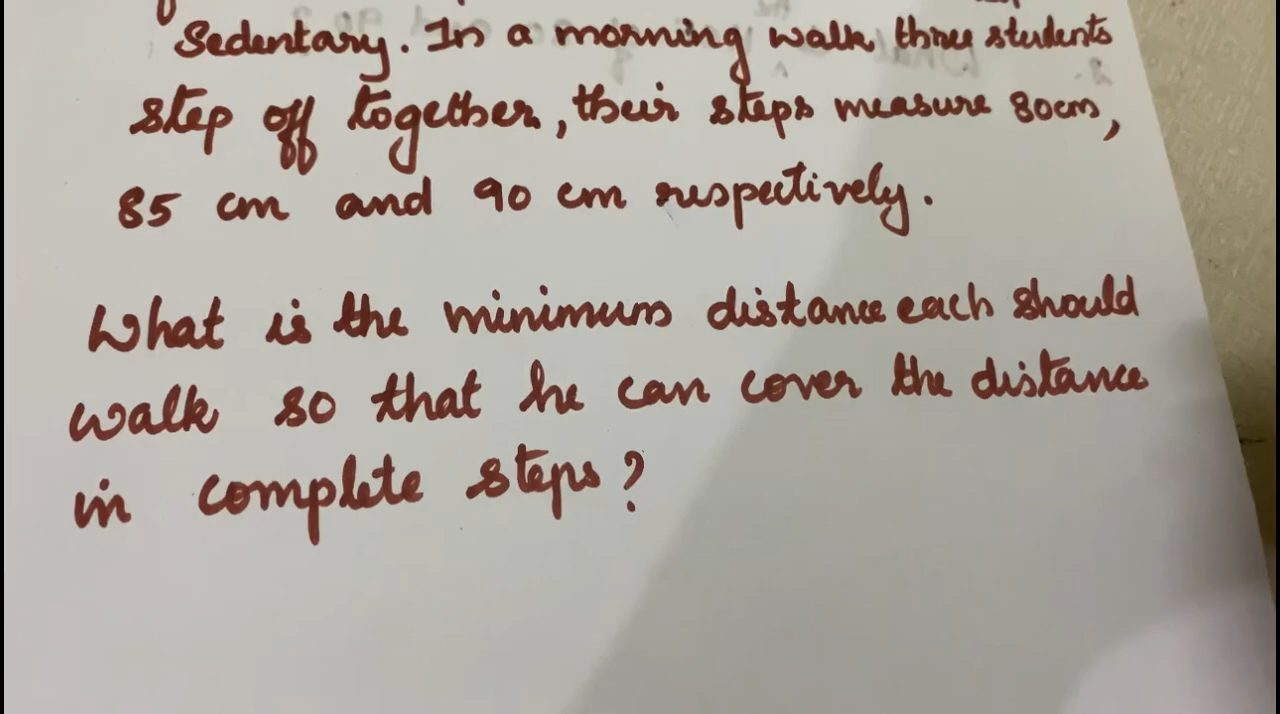 Sedentary. In a morning walk three students
step off together, their steps measure 80cm,
85 cm and 90 cm respectively.
What is the minimum distance each should
walk so that he can cover the distance
in complete steps?